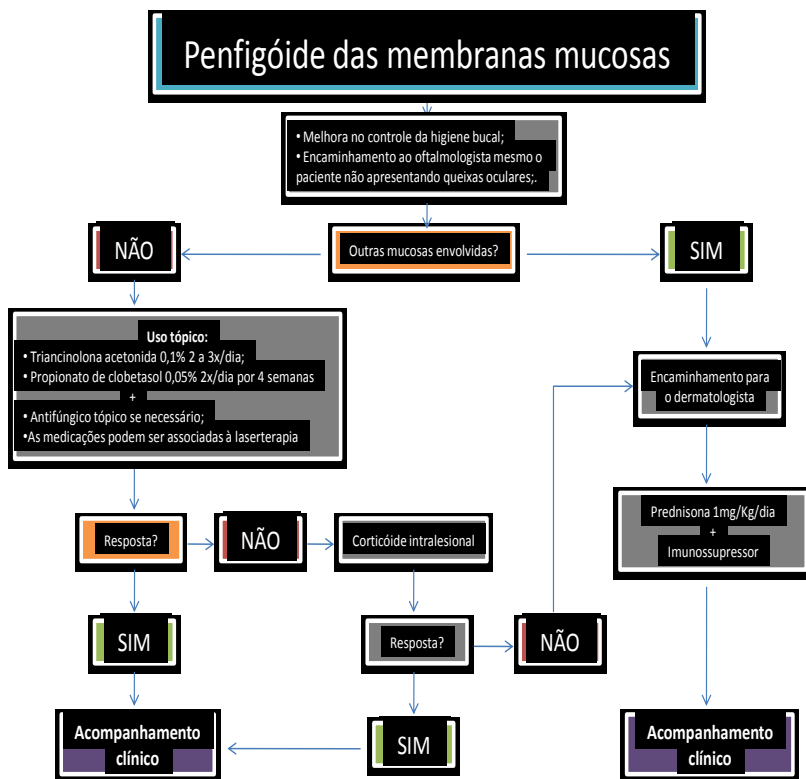 Penfigóide das membranas mucosas
• Melhora no controle da higiene bucal;
• Encaminhamento ao oftalmologista mesmo o
paciente não apresentando queixas oculares;.
NÃO
Outras mucosas envolvidas?
SIM
Uso tópico:
• Triancinolona acetonida 0,1% 2 a 3x/dia;
• Propionato de clobetasol 0,05% 2x/dia por 4 semanas
+
• Antifúngico tópico se necessário;
•As medicações podem ser associadas à laserterapia
Encaminhamento para
o dermatologista
Prednisona 1mg/Kg/dia
+
Imunossupressor
Resposta?
NÃO
Corticóide intralesional
SIM
Resposta?
NÃO
Acompanhamento
clínico
SIM
Acompanhamento
clínico